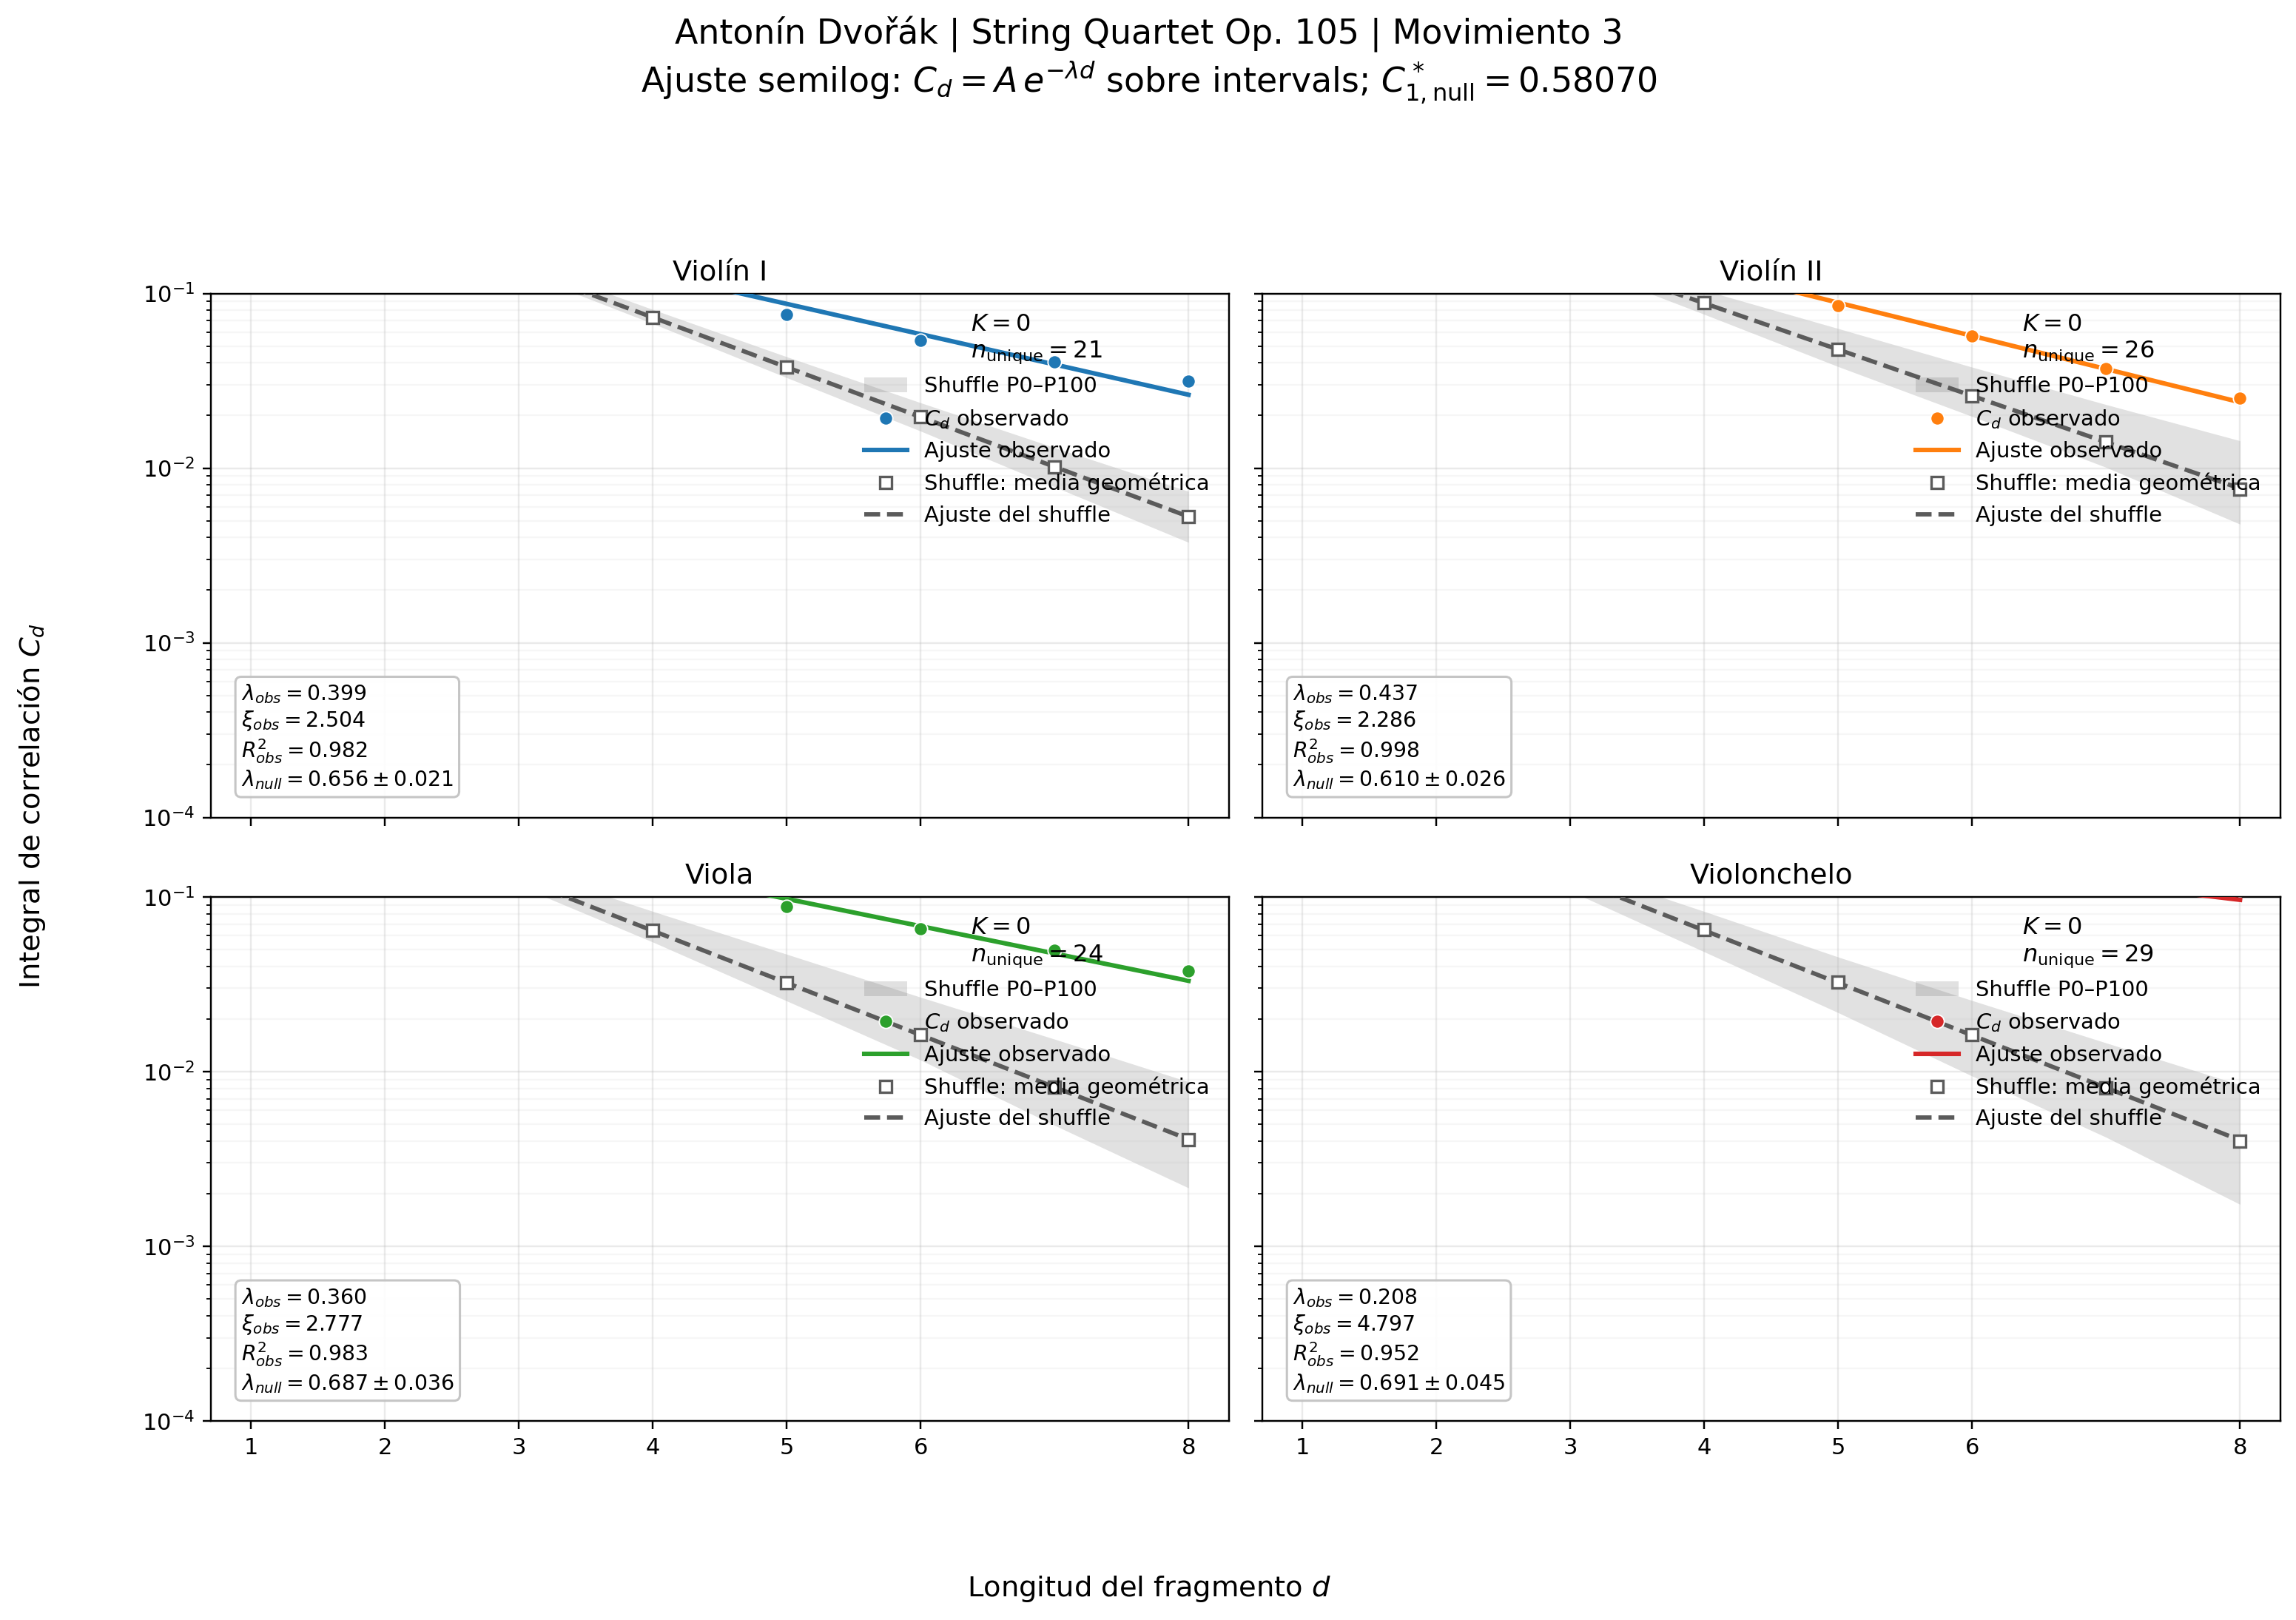 Antonín Dvořák | String Quartet Op. 105 | Movimiento 3
Ajuste semilog: $C_d = A\,e^{-\lambda d}$ sobre intervals; $C^*_{1,\mathrm{null}} = 0.58070$
Integral de correlación $C_d$
Violín I
10⁻¹
10⁻²
10⁻³
10⁻⁴
K = 0
n_unique = 21
Shuffle P0–P100
C_d observado
Ajuste observado
Shuffle: media geométrica
Ajuste del shuffle
λ_obs = 0.399
ξ_obs = 2.504
R²_obs = 0.982
λ_null = 0.656 ± 0.021
Violín II
K = 0
n_unique = 26
Shuffle P0–P100
C_d observado
Ajuste observado
Shuffle: media geométrica
Ajuste del shuffle
λ_obs = 0.437
ξ_obs = 2.286
R²_obs = 0.998
λ_null = 0.610 ± 0.026
Viola
10⁻¹
10⁻²
10⁻³
10⁻⁴
K = 0
n_unique = 24
Shuffle P0–P100
C_d observado
Ajuste observado
Shuffle: media geométrica
Ajuste del shuffle
λ_obs = 0.360
ξ_obs = 2.777
R²_obs = 0.983
λ_null = 0.687 ± 0.036
1 2 3 4 5 6 8
Violonchelo
K = 0
n_unique = 29
Shuffle P0–P100
C_d observado
Ajuste observado
Shuffle: media geométrica
Ajuste del shuffle
λ_obs = 0.208
ξ_obs = 4.797
R²_obs = 0.952
λ_null = 0.691 ± 0.045
1 2 3 4 5 6 8
Longitud del fragmento d